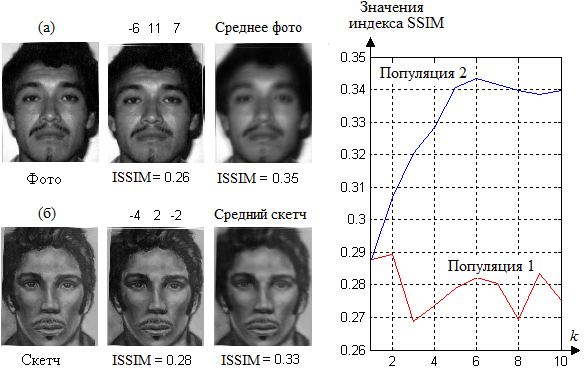 (а)
-6 11 7
Среднее фото
Фото
ISSIM = 0.26
ISSIM = 0.35
(б)
-4 2 -2
Средний скетч
Скетч
ISSIM = 0.28
ISSIM = 0.33
Значения
индекса SSIM
0.35
0.34
0.33
0.32
0.31
0.3
0.29
0.28
0.27
0.26
Популяция 2
Популяция 1
2 4 6 8 10
k